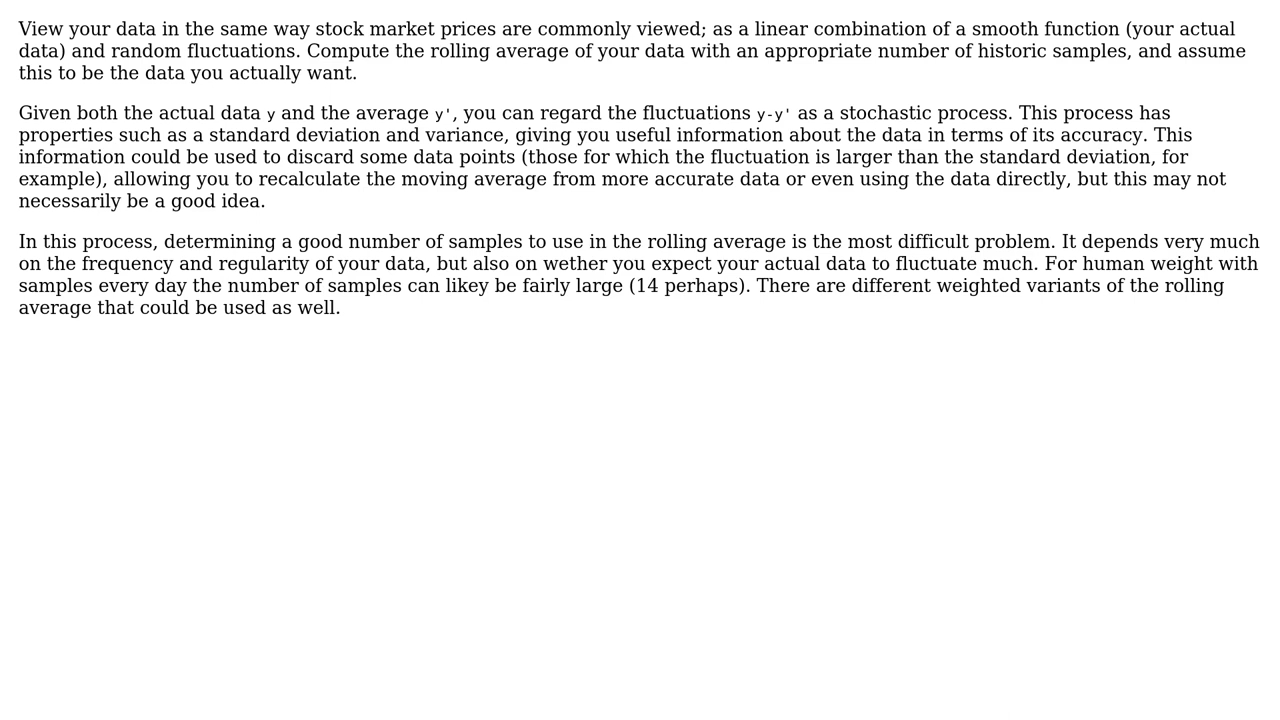 View your data in the same way stock market prices are commonly viewed; as a linear combination of a smooth function (your actual
data) and random fluctuations. Compute the rolling average of your data with an appropriate number of historic samples, and assume
this to be the data you actually want.
Given both the actual data y and the average y', you can regard the fluctuations y-y' as a stochastic process. This process has
properties such as a standard deviation and variance, giving you useful information about the data in terms of its accuracy. This
information could be used to discard some data points (those for which the fluctuation is larger than the standard deviation, for
example), allowing you to recalculate the moving average from more accurate data or even using the data directly, but this may not
necessarily be a good idea.
In this process, determining a good number of samples to use in the rolling average is the most difficult problem. It depends very much
on the frequency and regularity of your data, but also on wether you expect your actual data to fluctuate much. For human weight with
samples every day the number of samples can likey be fairly large (14 perhaps). There are different weighted variants of the rolling
average that could be used as well.